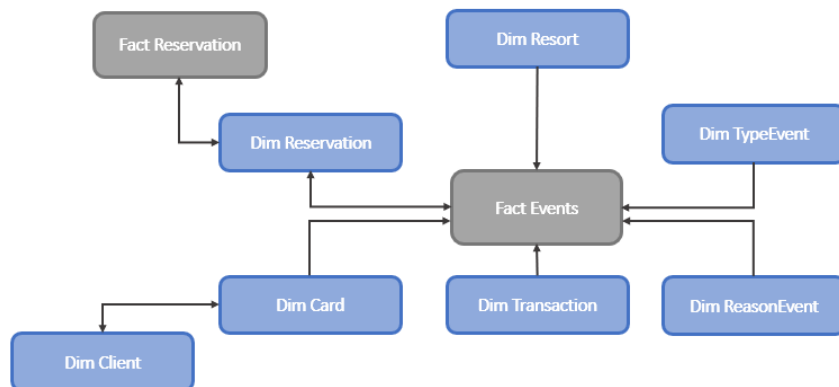 Fact Reservation
Dim Resort
Dim Reservation
Dim TypeEvent
Fact Events
Dim Card
Dim Transaction
Dim ReasonEvent
Dim Client